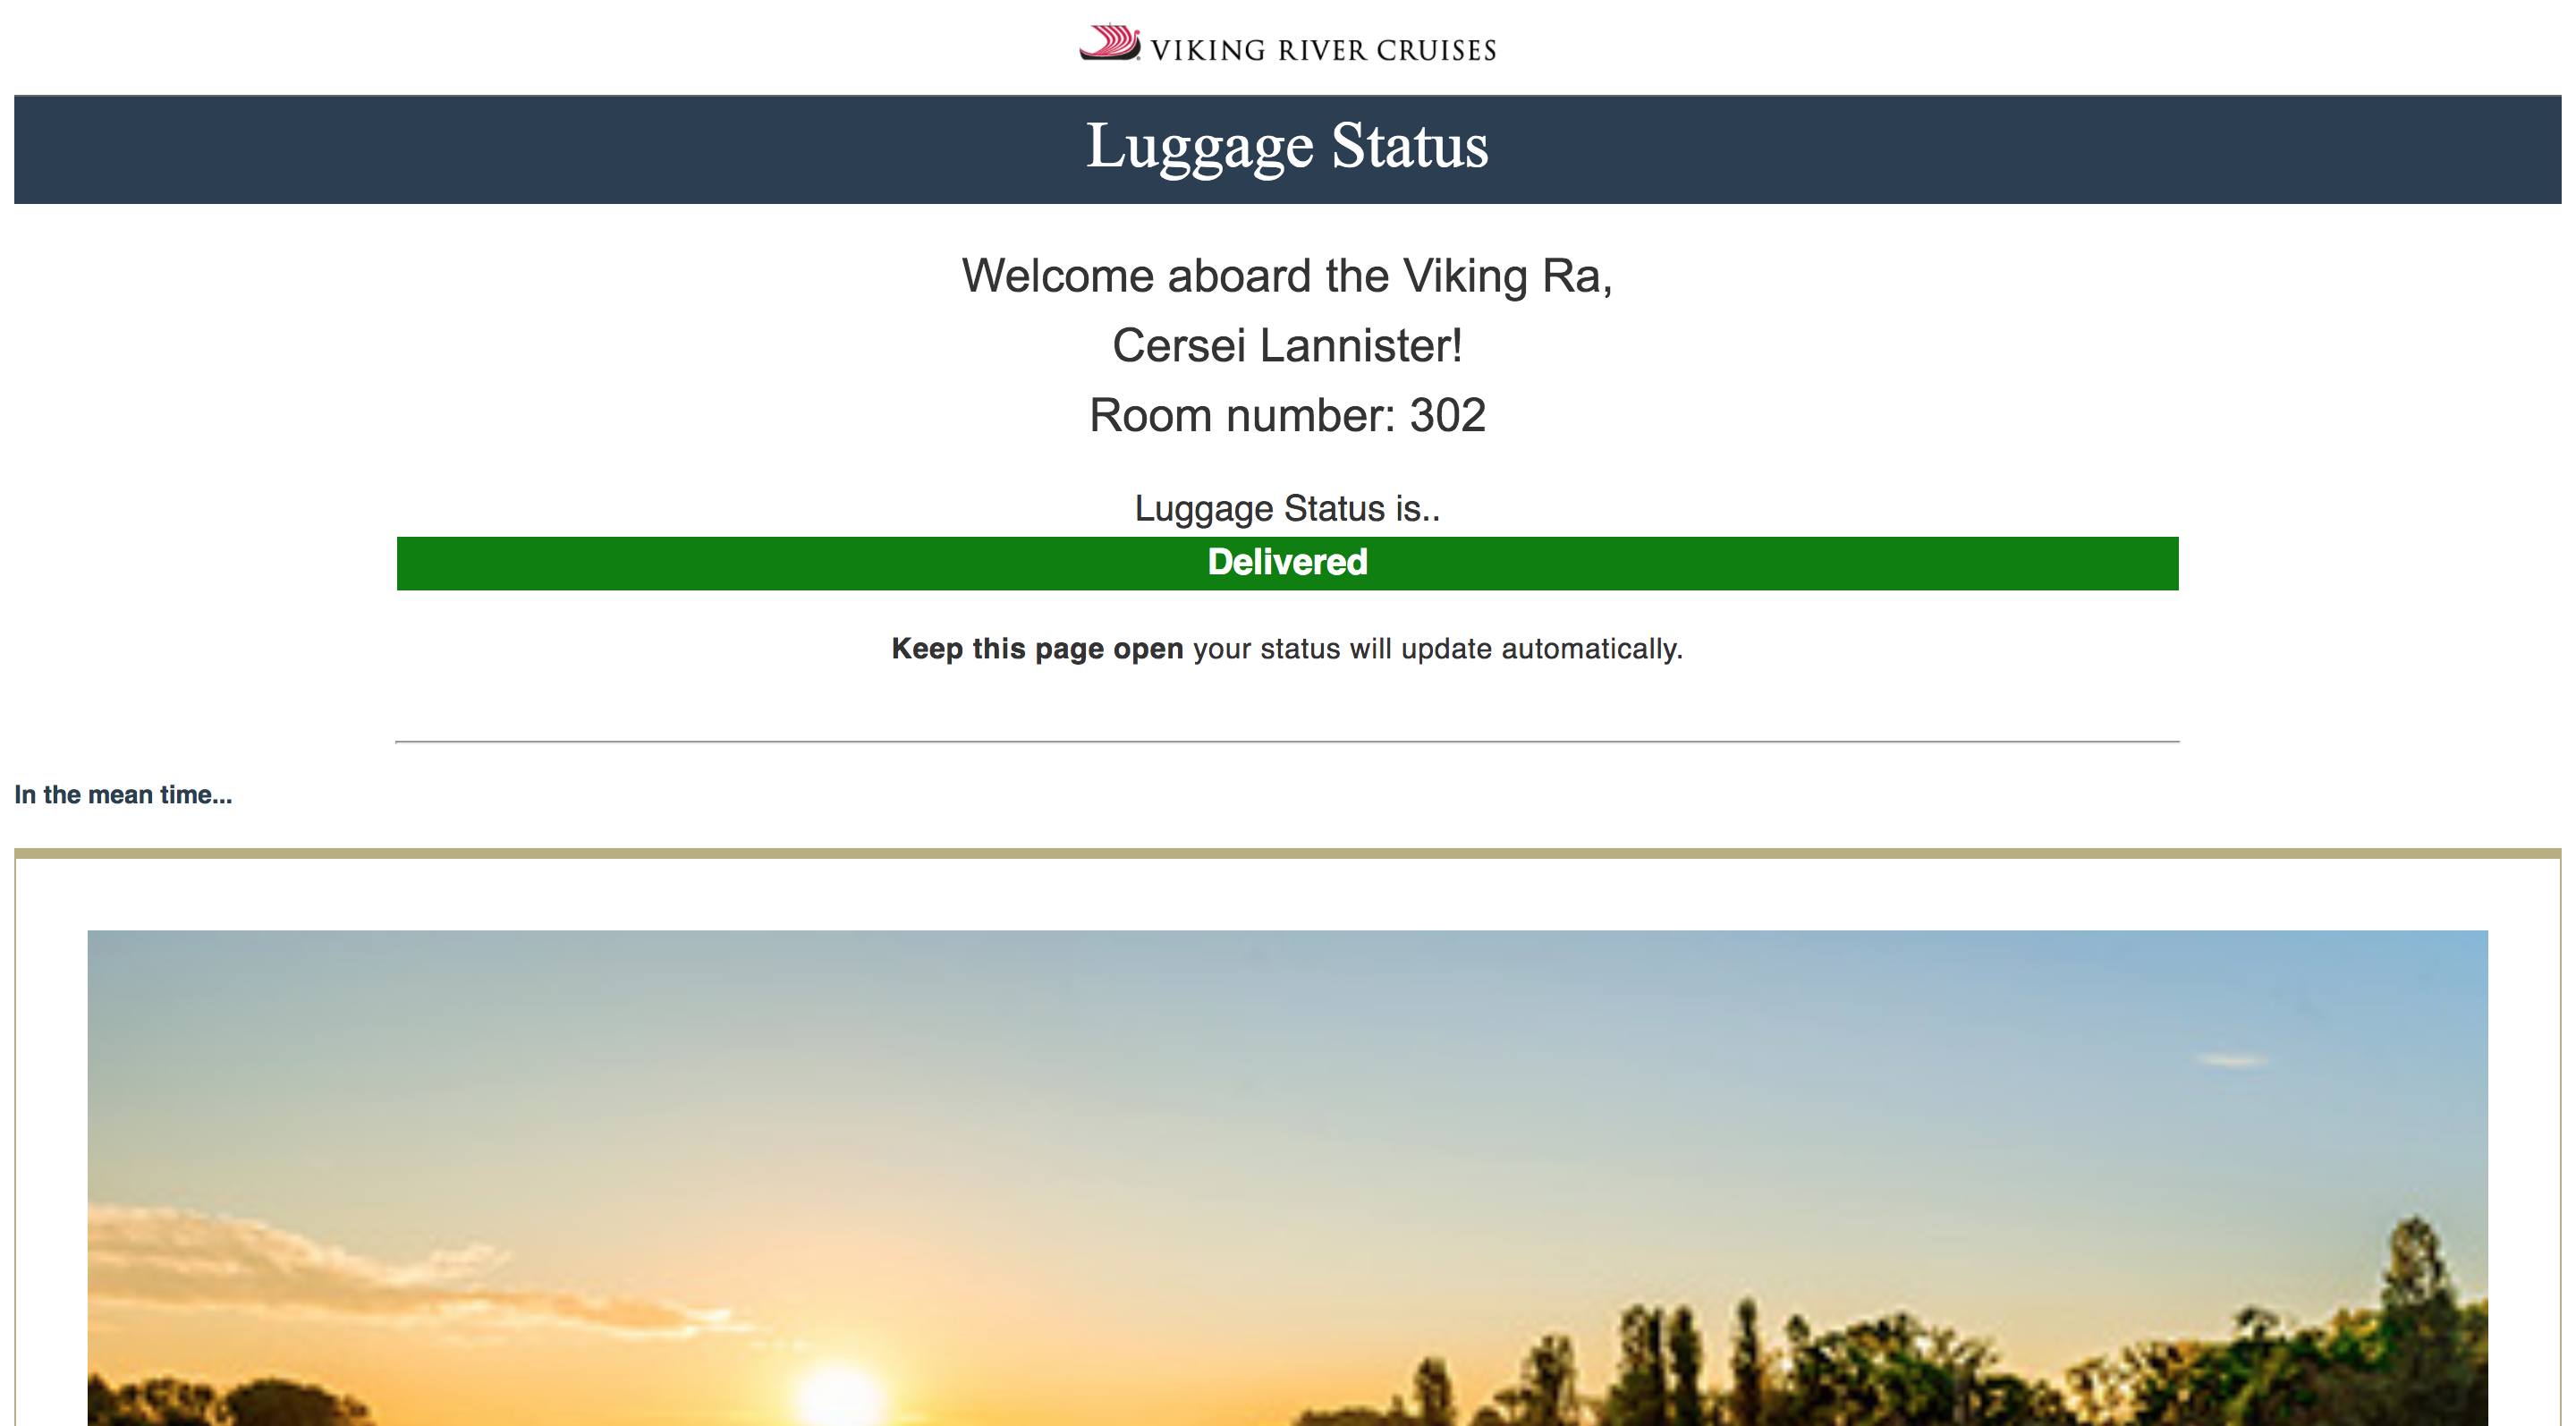 VIKING RIVER CRUISES
Luggage Status
Welcome aboard the Viking Ra,
Cersei Lannister!
Room number: 302
Luggage Status is..
Delivered
Keep this page open your status will update automatically.
In the mean time...